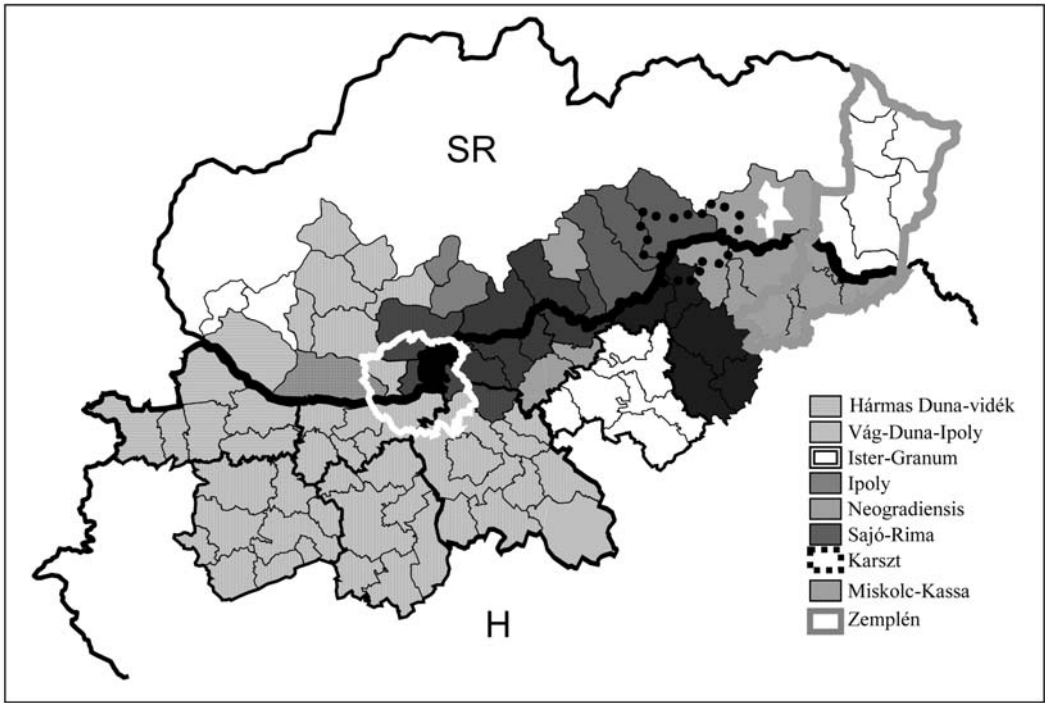 SR
H
Hármas Duna-vidék
Vág-Duna-Ipoly
Ister-Granum
Ipoly
Neogradiensis
Sajó-Rima
Karszt
Miskolc-Kassa
Zemplén